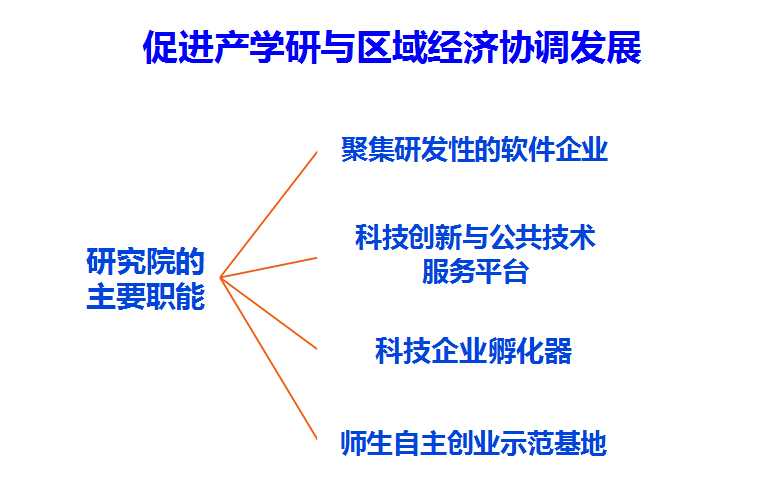 促进产学研与区域经济协调发展
聚集研发性的软件企业
科技创新与公共技术
服务平台
研究院的
主要职能
科技企业孵化器
师生自主创业示范基地